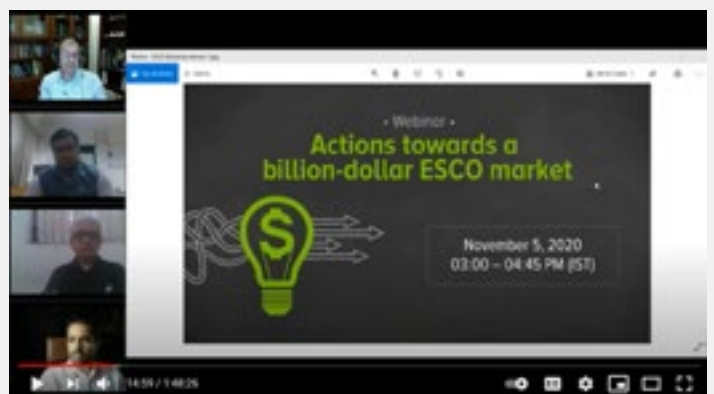 • Webinar •
Actions towards a
billion-dollar ESCO market
November 5, 2020
03:00 – 04:45 PM (IST)
14:59 / 1:48:26